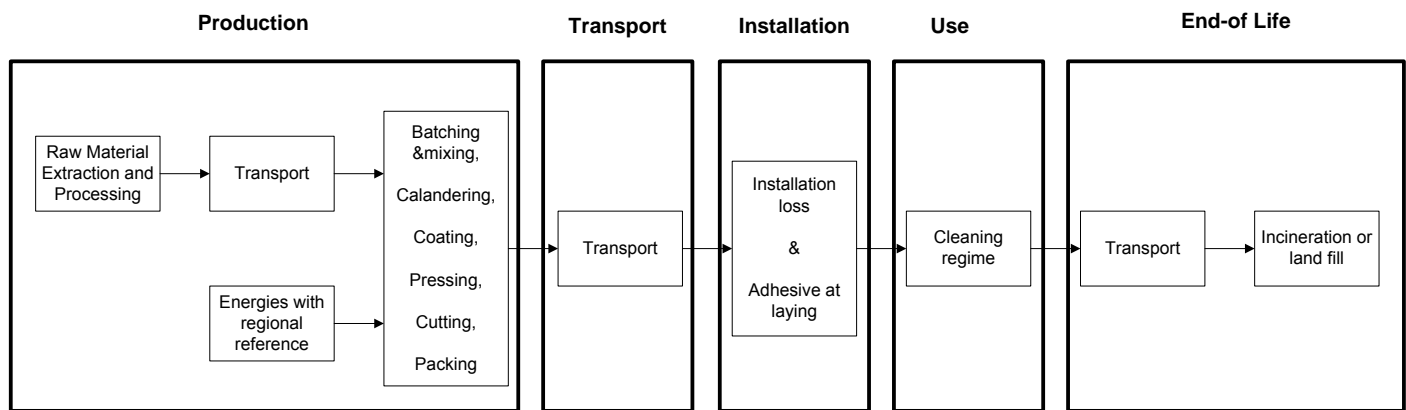 Production
Transport
Installation
Use
End-of Life
Raw Material
Extraction and
Processing
Transport
Energies with
regional
reference
Batching
&mixing,
Calandering,
Coating,
Pressing,
Cutting,
Packing
Transport
Installation
loss
&
Adhesive at
laying
Cleaning
regime
Transport
Incineration or
land fill